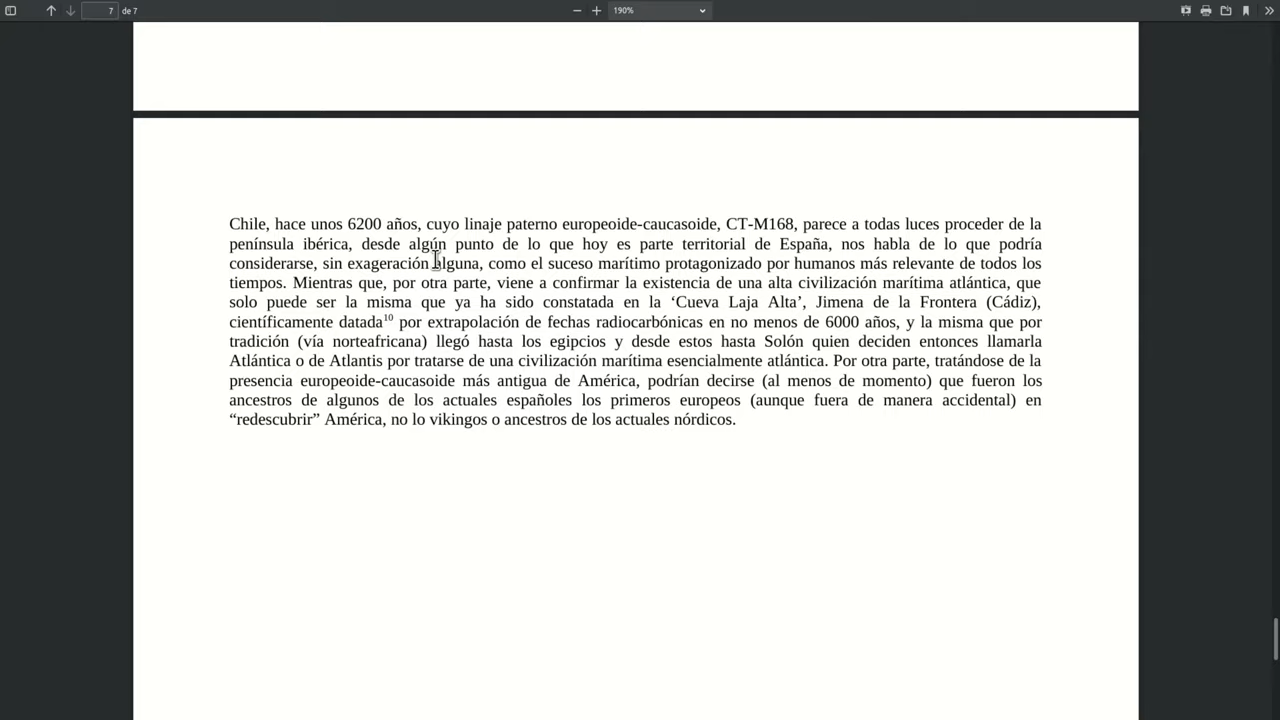 7
de 7
190%
Chile, hace unos 6200 años, cuyo linaje paterno europeoide-caucasoide, CT-M168, parece a todas luces proceder de la
península ibérica, desde algún punto de lo que hoy es parte territorial de España, nos habla de lo que podría
considerarse, sin exageración alguna, como el suceso marítimo protagonizado por humanos más relevante de todos los
tiempos. Mientras que, por otra parte, viene a confirmar la existencia de una alta civilización marítima atlántica, que
solo puede ser la misma que ya ha sido constatada en la ‘Cueva Laja Alta’, Jimena de la Frontera (Cádiz),
científicamente datada¹⁰ por extrapolación de fechas radiocarbónicas en no menos de 6000 años, y la misma que por
tradición (vía norteafricana) llegó hasta los egipcios y desde estos hasta Solón quien deciden entonces llamarla
Atlántica o de Atlantis por tratarse de una civilización marítima esencialmente atlántica. Por otra parte, tratándose de la
presencia europeoide-caucasoide más antigua de América, podrían decirse (al menos de momento) que fueron los
ancestros de algunos de los actuales españoles los primeros europeos (aunque fuera de manera accidental) en
“redescubrir” América, no lo vikingos o ancestros de los actuales nórdicos.